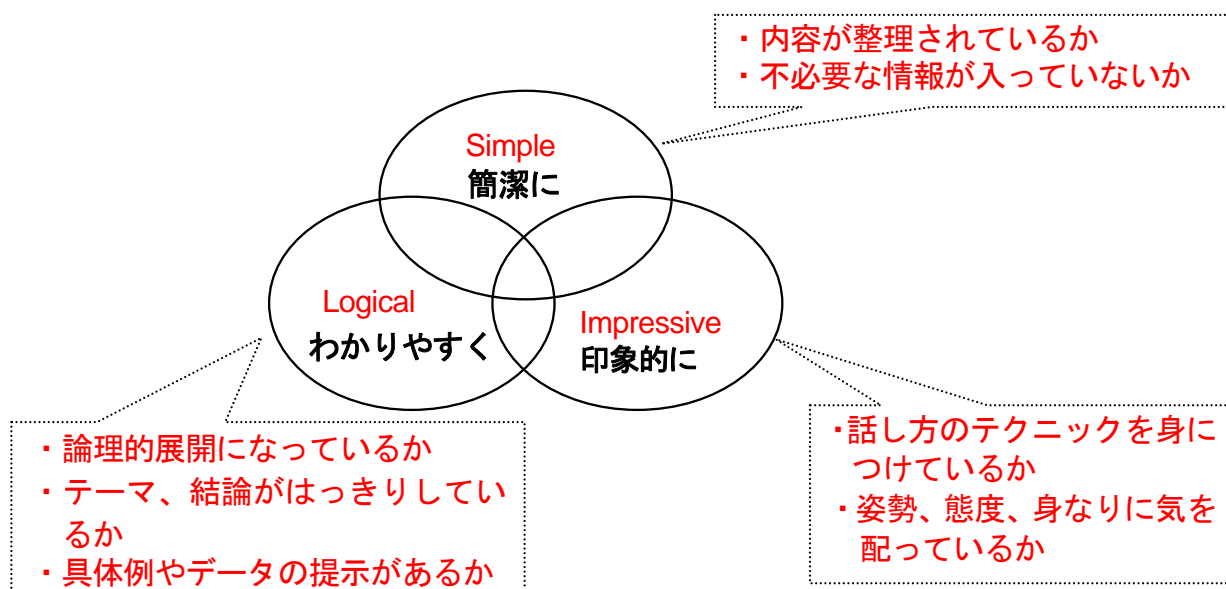 ・内容が整理されているか
・不必要な情報が入っていないか
Simple
簡潔に
Logical
わかりやすく
Impressive
印象的に
・論理的展開になっているか
・テーマ、結論がはっきりしてい
るか
・具体例やデータの提示があるか
・話し方のテクニックを身に
つけているか
・姿勢、態度、身なりに気を
配っているか